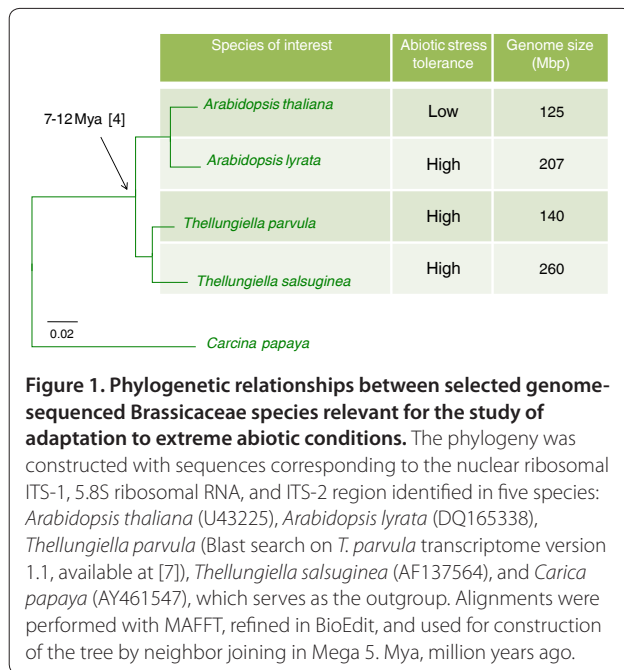 Species of interest
Abiotic stress tolerance
Genome size (Mbp)
7-12 Mya [4]
Arabidopsis thaliana
Low
125
Arabidopsis lyrata
High
207
Thellungiella parvula
High
140
Thellungiella salsuginea
High
260
0.02
Carcina papaya
Figure 1. Phylogenetic relationships between selected genome-
sequenced Brassicaceae species relevant for the study of
adaptation to extreme abiotic conditions. The phylogeny was
constructed with sequences corresponding to the nuclear ribosomal
ITS-1, 5.8S ribosomal RNA, and ITS-2 region identified in five species:
Arabidopsis thaliana (U43225), Arabidopsis lyrata (DQ165338),
Thellungiella parvula (Blast search on T. parvula transcriptome version
1.1, available at [7]), Thellungiella salsuginea (AF137564), and Carica
papaya (AY461547), which serves as the outgroup. Alignments were
performed with MAFFT, refined in BioEdit, and used for construction
of the tree by neighbor joining in Mega 5. Mya, million years ago.